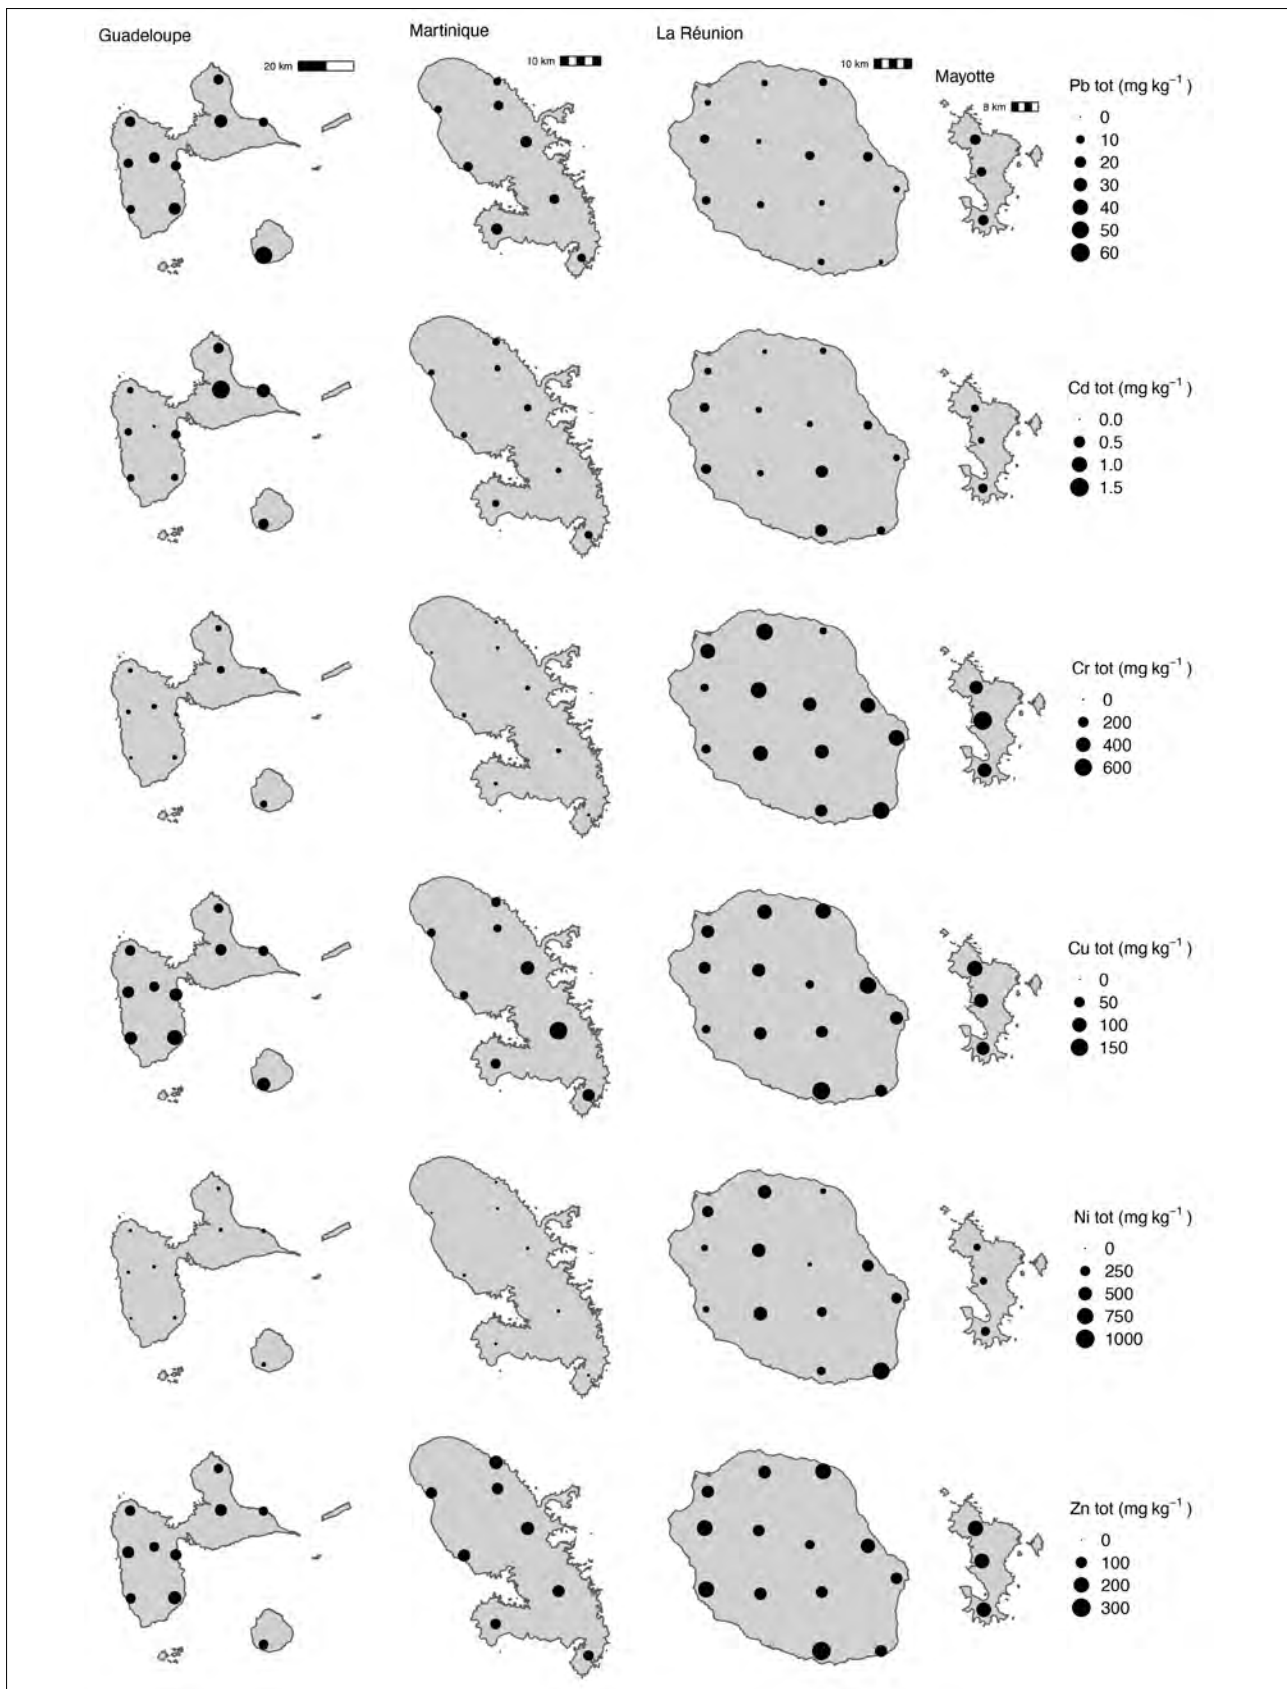 Guadeloupe
Martinique
La Réunion
Mayotte
20 km
10 km
10 km
8 km
Pb tot (mg kg⁻¹)
0
10
20
30
40
50
60
Cd tot (mg kg⁻¹)
0.0
0.5
1.0
1.5
Cr tot (mg kg⁻¹)
0
200
400
600
Cu tot (mg kg⁻¹)
0
50
100
150
Ni tot (mg kg⁻¹)
0
250
500
750
1000
Zn tot (mg kg⁻¹)
0
100
200
300